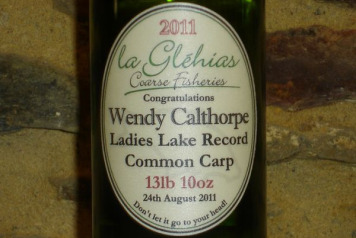 2011
la Gléhias
Coarse Fisheries
Congratulations
Wendy Calthorpe
Ladies Lake Record
Common Carp
13lb 10oz
24th August 2011
Don't let it go to your head!